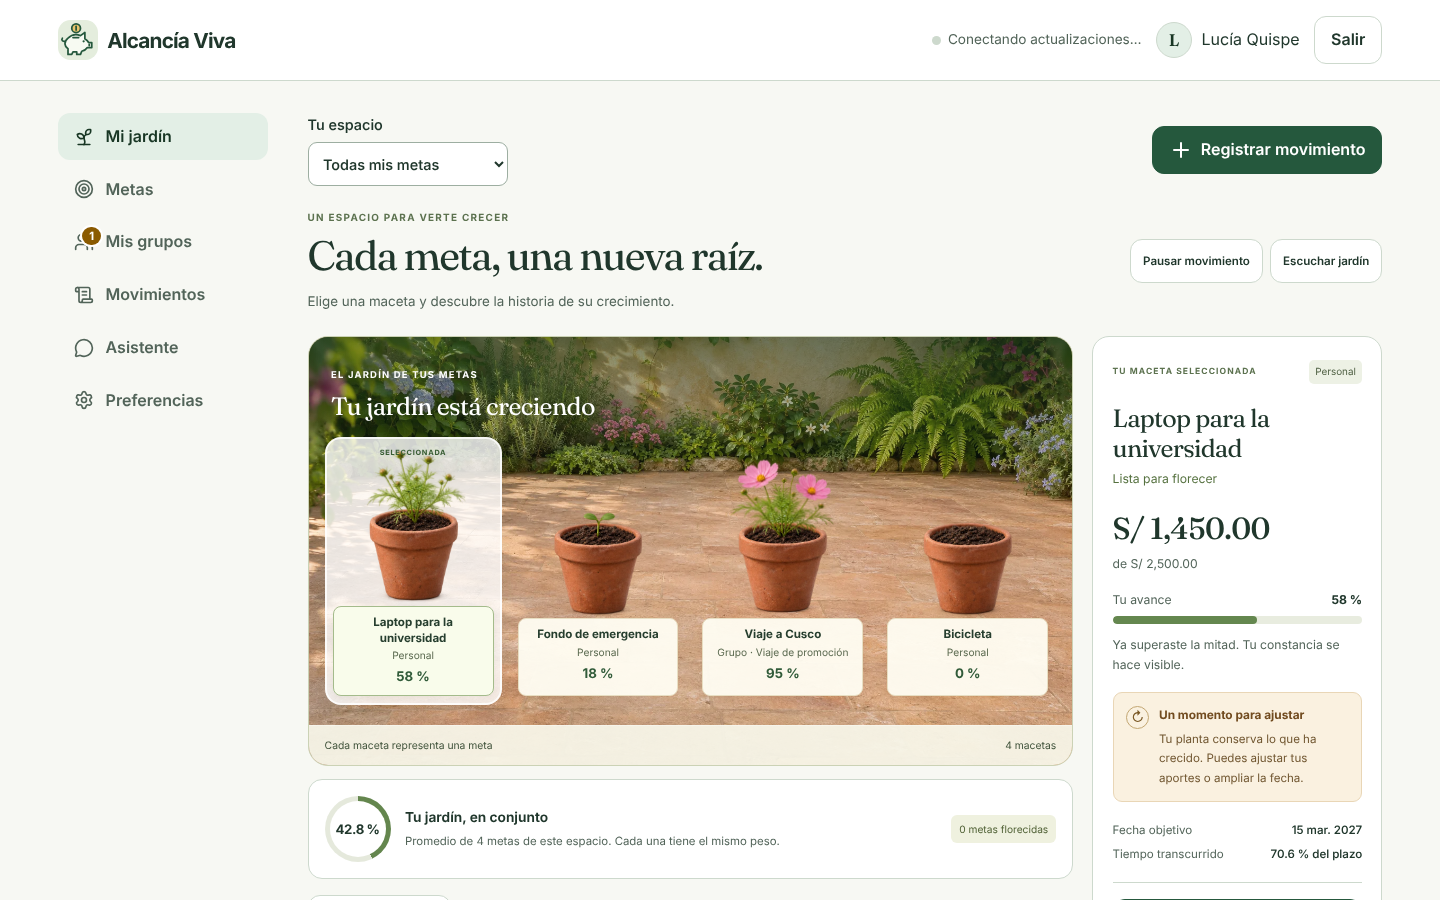 Alcancía Viva
Conectando actualizaciones...
L
Lucía Quispe
Salir
Mi jardín
Metas
1
Mis grupos
Movimientos
Asistente
Preferencias
Tu espacio
Todas mis metas
Registrar movimiento
UN ESPACIO PARA VERTE CRECER
Cada meta, una nueva raíz.
Elige una maceta y descubre la historia de su crecimiento.
Pausar movimiento
Escuchar jardín
EL JARDÍN DE TUS METAS
Tu jardín está creciendo
SELECCIONADA
Laptop para la
universidad
Personal
58 %
Fondo de emergencia
Personal
18 %
Viaje a Cusco
Grupo · Viaje de promoción
95 %
Bicicleta
Personal
0 %
Cada maceta representa una meta
4 macetas
42.8 %
Tu jardín, en conjunto
Promedio de 4 metas de este espacio. Cada una tiene el mismo peso.
0 metas florecidas
TU MACETA SELECCIONADA
Personal
Laptop para la
universidad
Lista para florecer
S/ 1,450.00
de S/ 2,500.00
Tu avance
58 %
Ya superaste la mitad. Tu constancia se
hace visible.
Un momento para ajustar
Tu planta conserva lo que ha
crecido. Puedes ajustar tus
aportes o ampliar la fecha.
Fecha objetivo
15 mar. 2027
Tiempo transcurrido
70.6 % del plazo